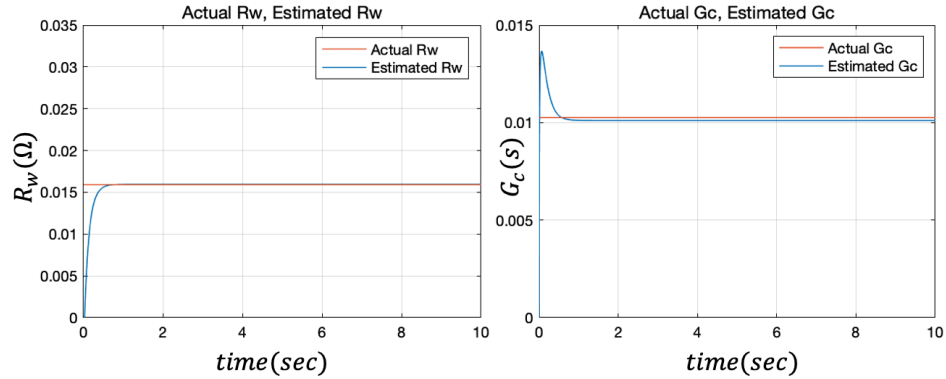 Actual Rw, Estimated Rw
0.035
0.03
0.025
0.02
0.015
0.01
0.005
0
R_w(Ω)
Actual Rw
Estimated Rw
0 2 4 6 8 10
time(sec)
Actual Gc, Estimated Gc
0.015
0.01
0.005
0
G_c(s)
Actual Gc
Estimated Gc
0 2 4 6 8 10
time(sec)